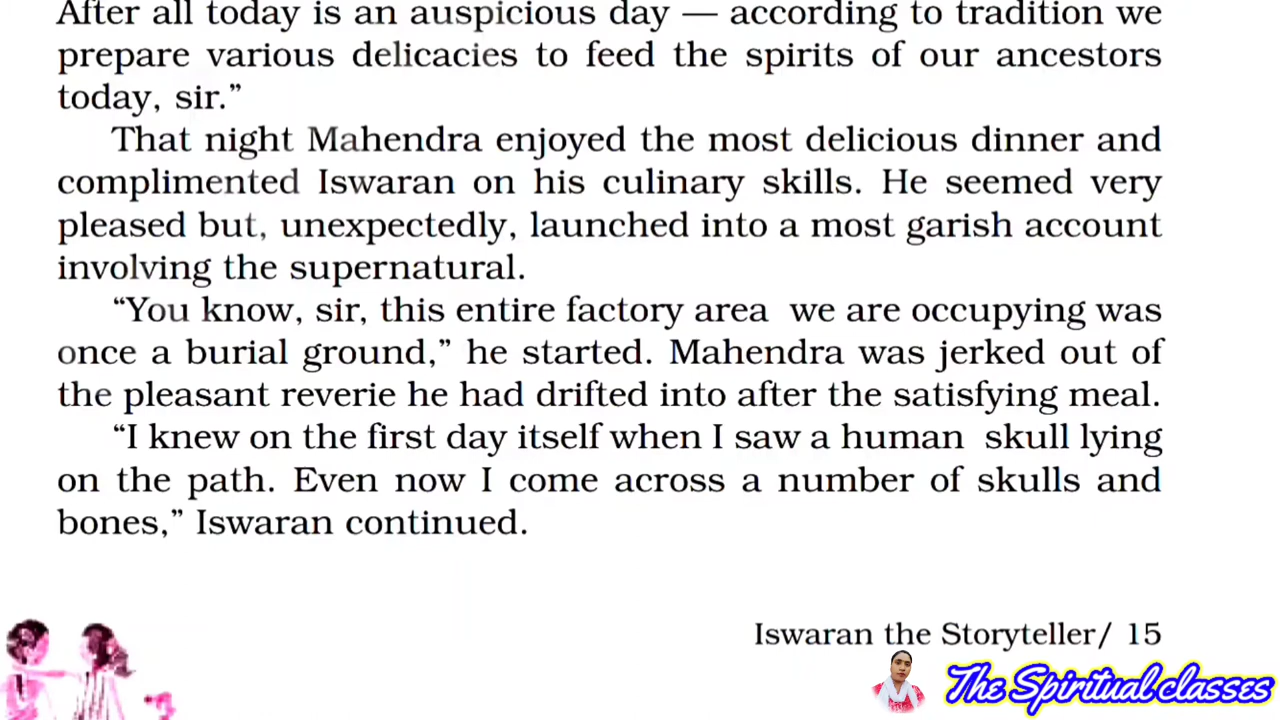 After all today is an auspicious day — according to tradition we
prepare various delicacies to feed the spirits of our ancestors
today, sir.”
That night Mahendra enjoyed the most delicious dinner and
complimented Iswaran on his culinary skills. He seemed very
pleased but, unexpectedly, launched into a most garish account
involving the supernatural.
“You know, sir, this entire factory area we are occupying was
once a burial ground,” he started. Mahendra was jerked out of
the pleasant reverie he had drifted into after the satisfying meal.
“I knew on the first day itself when I saw a human skull lying
on the path. Even now I come across a number of skulls and
bones,” Iswaran continued.
Iswaran the Storyteller/ 15
The Spiritual classes